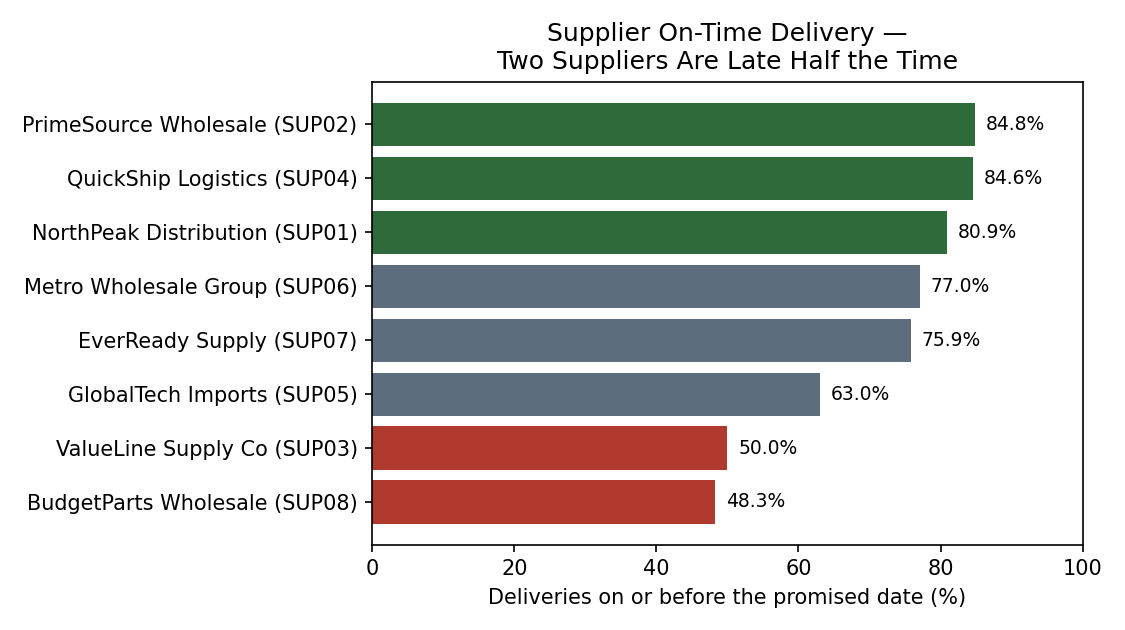 Supplier On-Time Delivery —
Two Suppliers Are Late Half the Time
PrimeSource Wholesale (SUP02) 84.8%
QuickShip Logistics (SUP04) 84.6%
NorthPeak Distribution (SUP01) 80.9%
Metro Wholesale Group (SUP06) 77.0%
EverReady Supply (SUP07) 75.9%
GlobalTech Imports (SUP05) 63.0%
ValueLine Supply Co (SUP03) 50.0%
BudgetParts Wholesale (SUP08) 48.3%
0 20 40 60 80 100
Deliveries on or before the promised date (%)